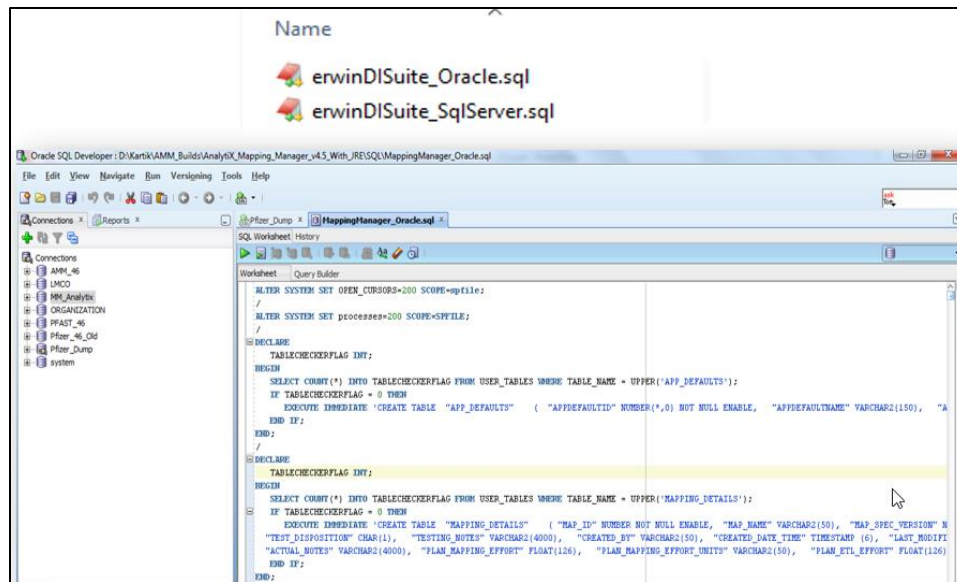 Name
erwinDISuite_Oracle.sql
erwinDISuite_SqlServer.sql
Oracle SQL Developer : D:\Kartik\AMM_Builds\AnalytiX_Mapping_Manager_v4.5_With_JRE\SQL\MappingManager_Oracle.sql
File Edit View Navigate Run Versioning Tools Help
Connections Reports
Pfizer_Dump MappingManager_Oracle.sql
SQL Worksheet History
Worksheet Query Builder
Connections
AMM_46
LMCO
MM_Analytix
ORGANIZATION
PFAST_46
Pfizer_46_Old
Pfizer_Dump
system
ALTER SYSTEM SET OPEN_CURSORS=200 SCOPE=spfile;
/
ALTER SYSTEM SET processes=200 SCOPE=SPFILE;
/
DECLARE
TABLECHECKERFLAG INT;
BEGIN
SELECT COUNT(*) INTO TABLECHECKERFLAG FROM USER_TABLES WHERE TABLE_NAME = UPPER('APP_DEFAULTS');
IF TABLECHECKERFLAG = 0 THEN
EXECUTE IMMEDIATE 'CREATE TABLE "APP_DEFAULTS" ( "APPDEFAULTID" NUMBER(*,0) NOT NULL ENABLE, "APPDEFAULTNAME" VARCHAR2(150), "A
END IF;
END;
/
DECLARE
TABLECHECKERFLAG INT;
BEGIN
SELECT COUNT(*) INTO TABLECHECKERFLAG FROM USER_TABLES WHERE TABLE_NAME = UPPER('MAPPING_DETAILS');
IF TABLECHECKERFLAG = 0 THEN
EXECUTE IMMEDIATE 'CREATE TABLE "MAPPING_DETAILS" ( "MAP_ID" NUMBER NOT NULL ENABLE, "MAP_NAME" VARCHAR2(50), "MAP_SPEC_VERSION" N
"TEST_DISPOSITION" CHAR(1), "TESTING_NOTES" VARCHAR2(4000), "CREATED_BY" VARCHAR2(50), "CREATED_DATE_TIME" TIMESTAMP (6), "LAST_MODIFI
"ACTUAL_NOTES" VARCHAR2(4000), "PLAN_MAPPING_EFFORT" FLOAT(126), "PLAN_MAPPING_EFFORT_UNITS" VARCHAR2(50), "PLAN_ETL_EFFORT" FLOAT(126)
END IF;
END;